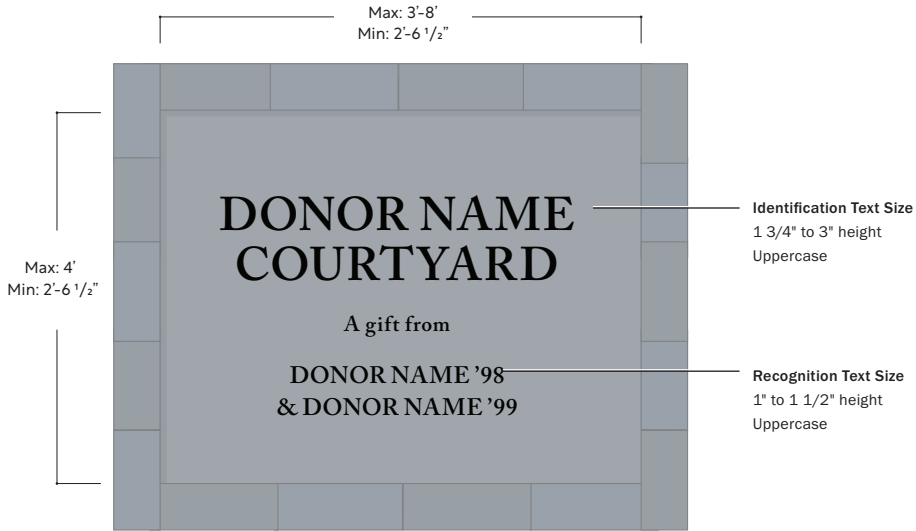 Max: 3'-8'
Min: 2'-6 1/2"
DONOR NAME
COURTYARD
A gift from
DONOR NAME ’98
& DONOR NAME ’99
Max: 4'
Min: 2'-6 1/2"
Identification Text Size
1 3/4" to 3" height
Uppercase
Recognition Text Size
1" to 1 1/2" height
Uppercase